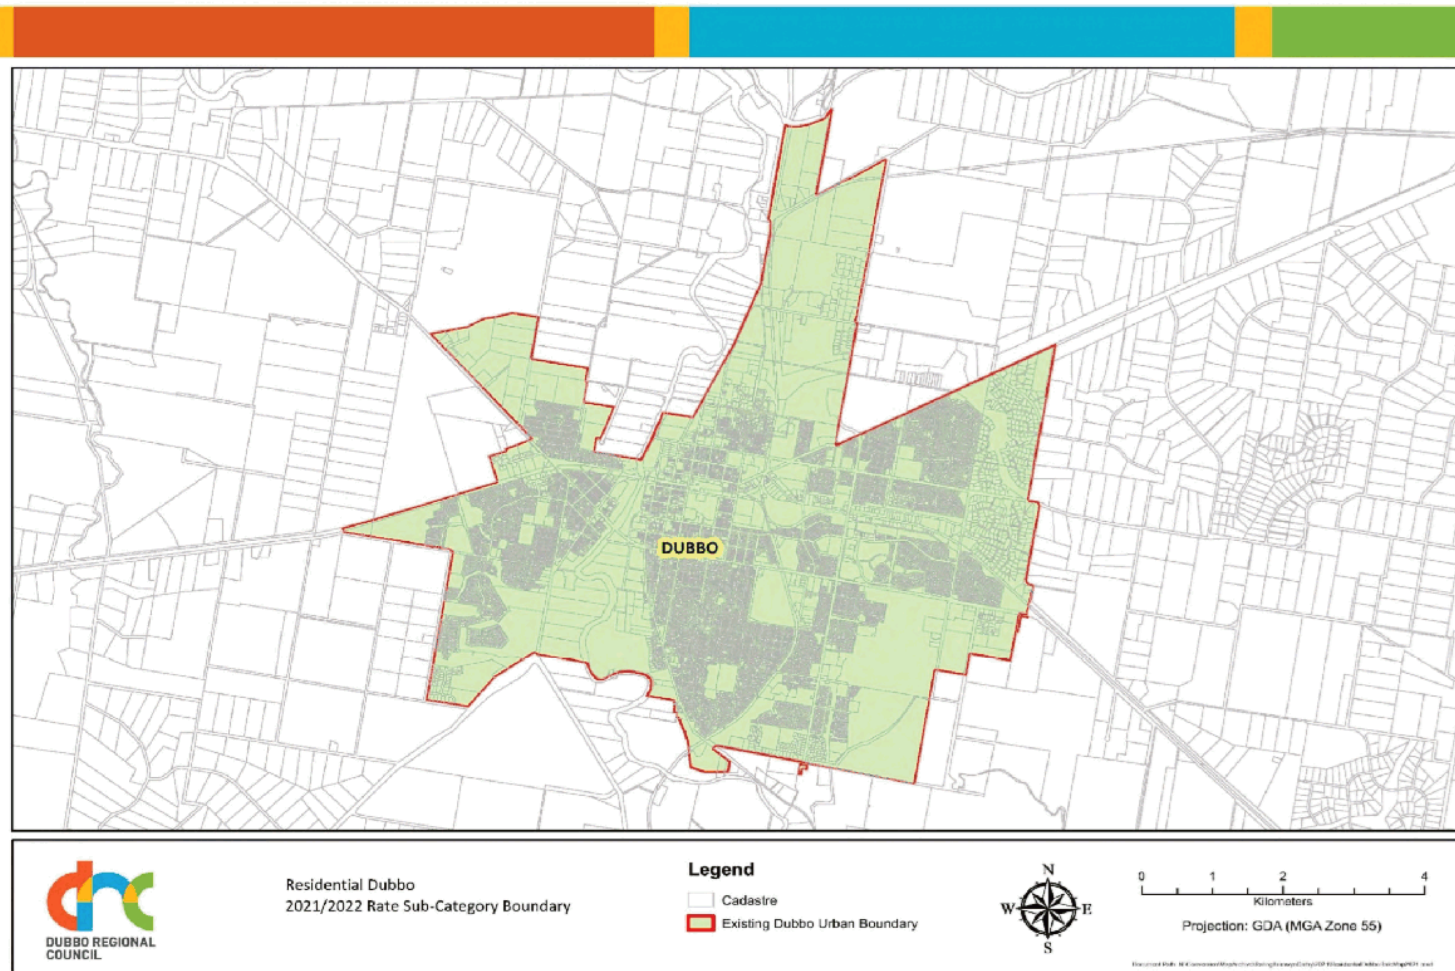 DUBBO
DUBBO REGIONAL
COUNCIL
Residential Dubbo
2021/2022 Rate Sub-Category Boundary
Legend
Cadastre
Existing Dubbo Urban Boundary
N
W E
S
0 1 2 4
Kilometers
Projection: GDA (MGA Zone 55)